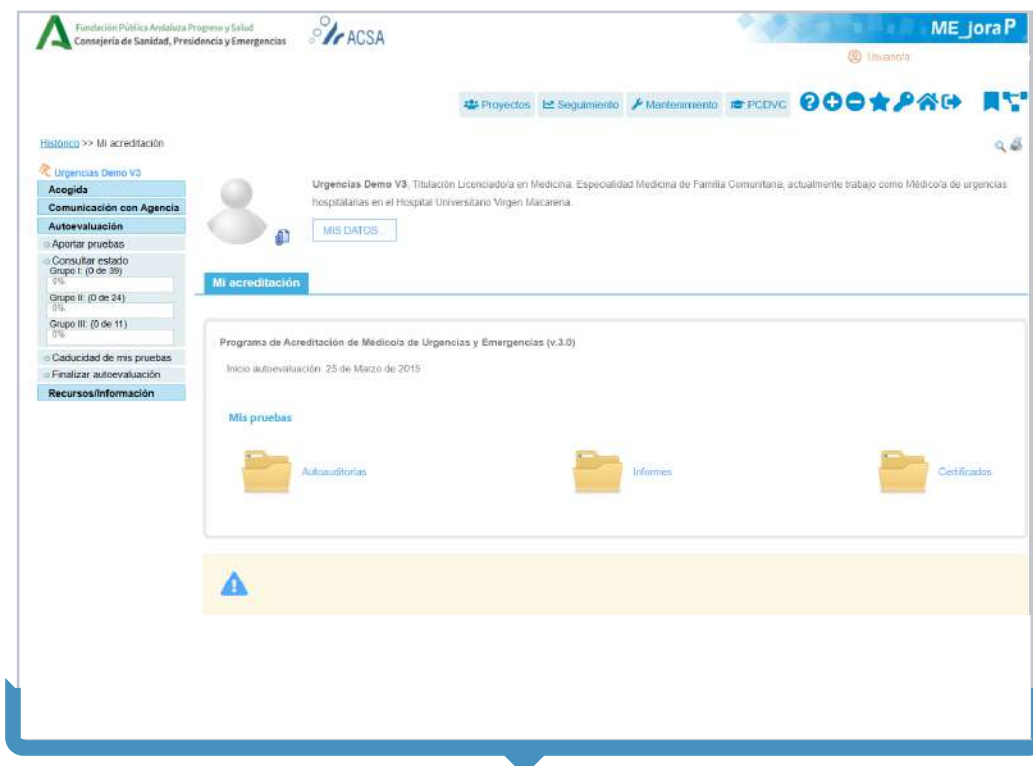 Fundación Pública Andaluza Progreso y Salud
Consejería de Sanidad, Presidencia y Emergencias
ACSA
ME_jora P
Usuario/a:
Proyectos
Seguimiento
Mantenimiento
PCDVC
Histórico >> Mi acreditación
Urgencias Demo V3
Acogida
Comunicación con Agencia
Autoevaluación
Aportar pruebas
Consultar estado
Grupo I: (0 de 39)
0%
Grupo II: (0 de 24)
0%
Grupo III: (0 de 11)
0%
Caducidad de mis pruebas
Finalizar autoevaluación
Recursos/Información
Urgencias Demo V3, Titulación Licenciado/a en Medicina. Especialidad Medicina de Familia Comunitaria, actualmente trabajo como Médico/a de urgencias
hospitalarias en el Hospital Universitario Virgen Macarena.
MIS DATOS...
Mi acreditación
Programa de Acreditación de Médico/a de Urgencias y Emergencias (v.3.0)
Inicio autoevaluación: 25 de Marzo de 2015
Mis pruebas
Autoauditorías
Informes
Certificados